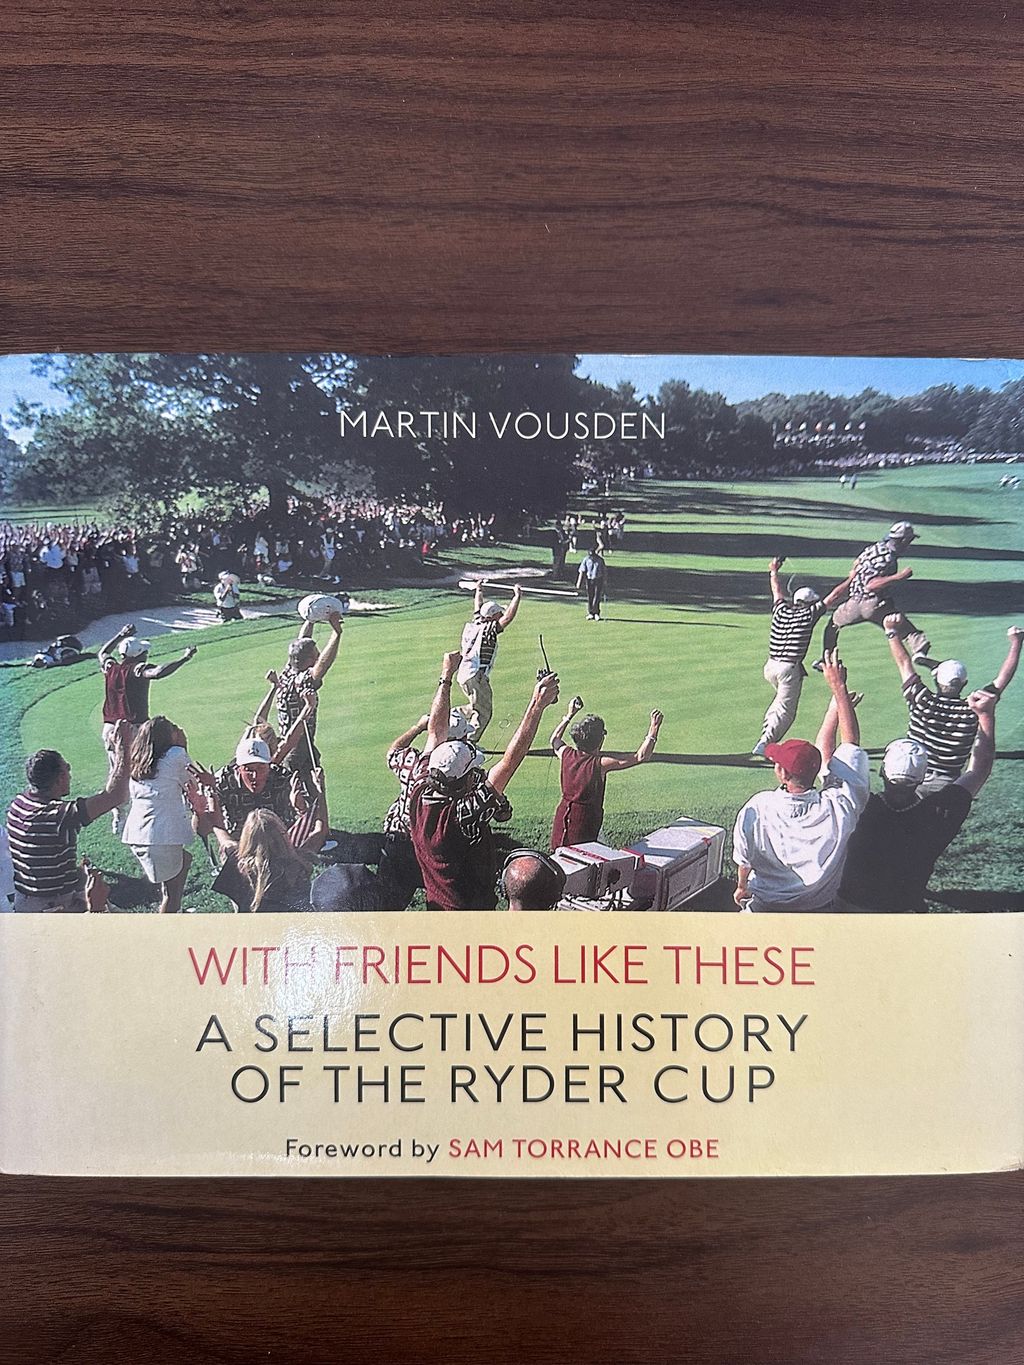 MARTIN VOUSDEN
WITH FRIENDS LIKE THESE
A SELECTIVE HISTORY
OF THE RYDER CUP
Foreword by SAM TORRANCE OBE